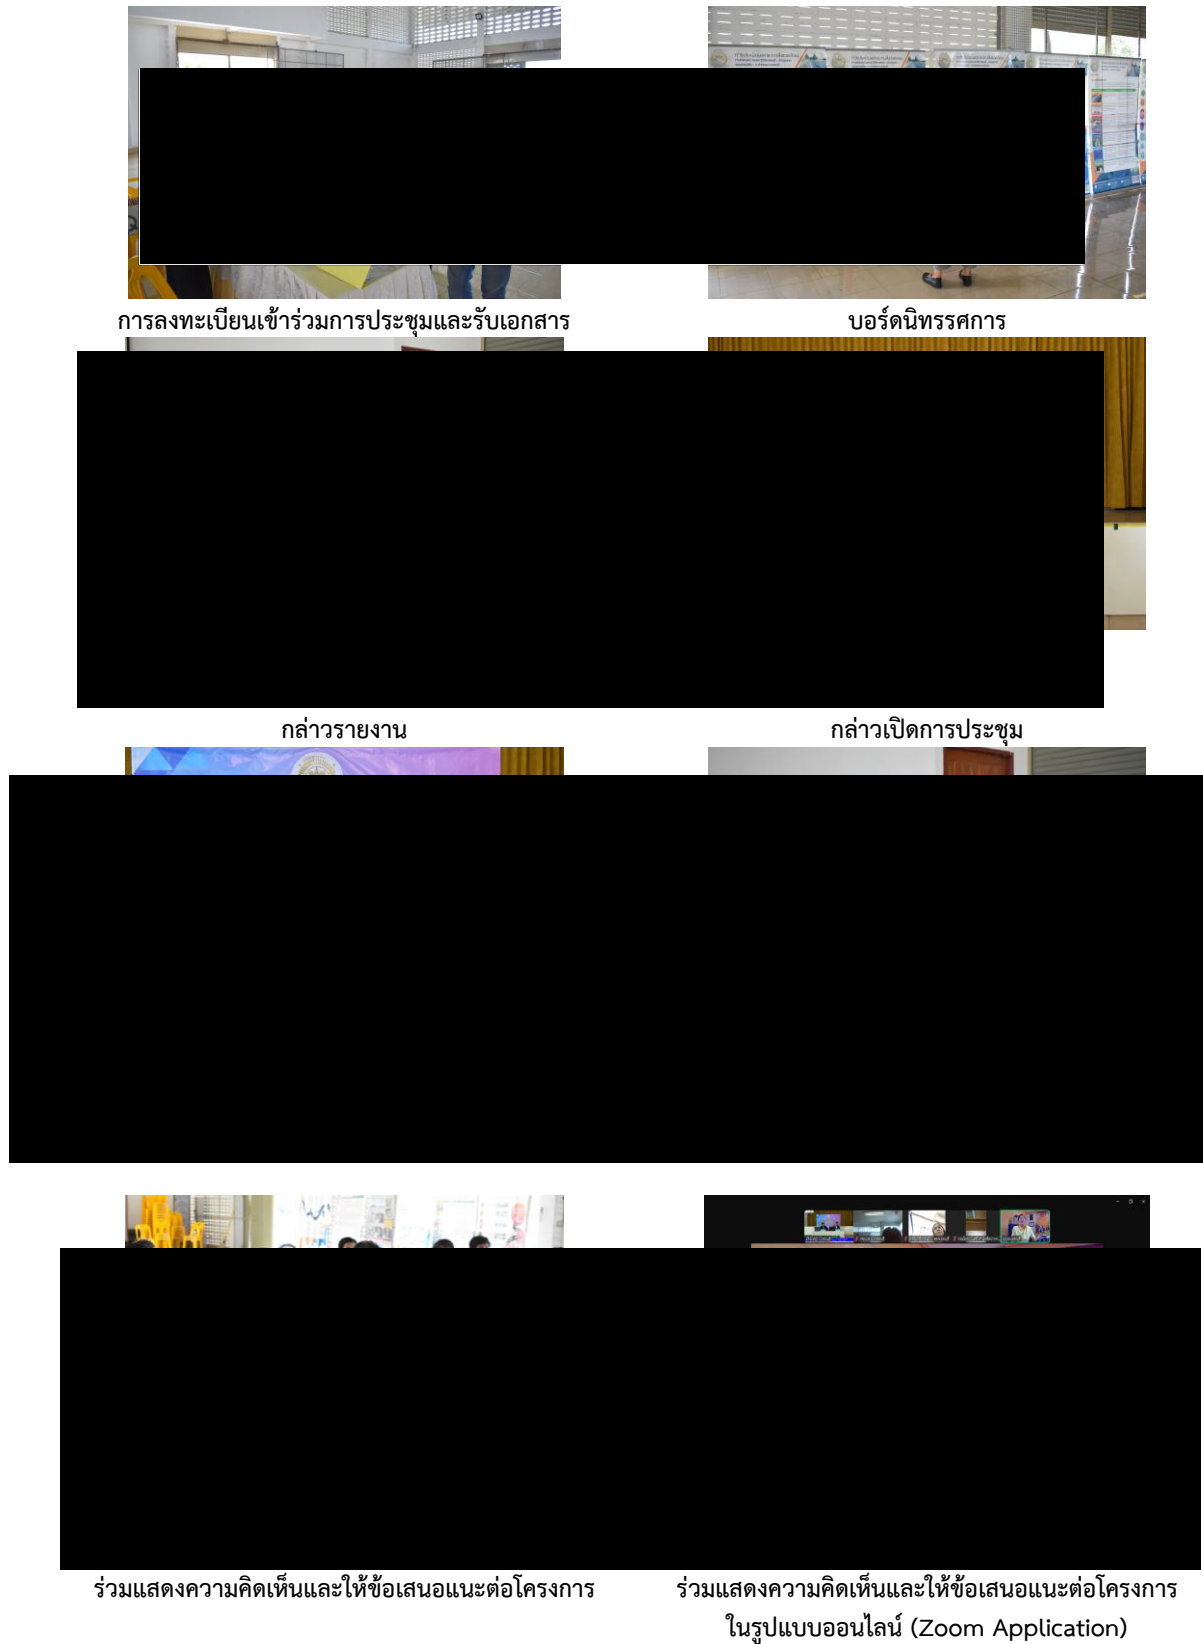 การลงทะเบียนเข้าร่วมการประชุมและรับเอกสาร
บอร์ดนิทรรศการ
กล่าวรายงาน
กล่าวเปิดการประชุม
ร่วมแสดงความคิดเห็นและให้ข้อเสนอแนะต่อโครงการ
ร่วมแสดงความคิดเห็นและให้ข้อเสนอแนะต่อโครงการ
ในรูปแบบออนไลน์ (Zoom Application)